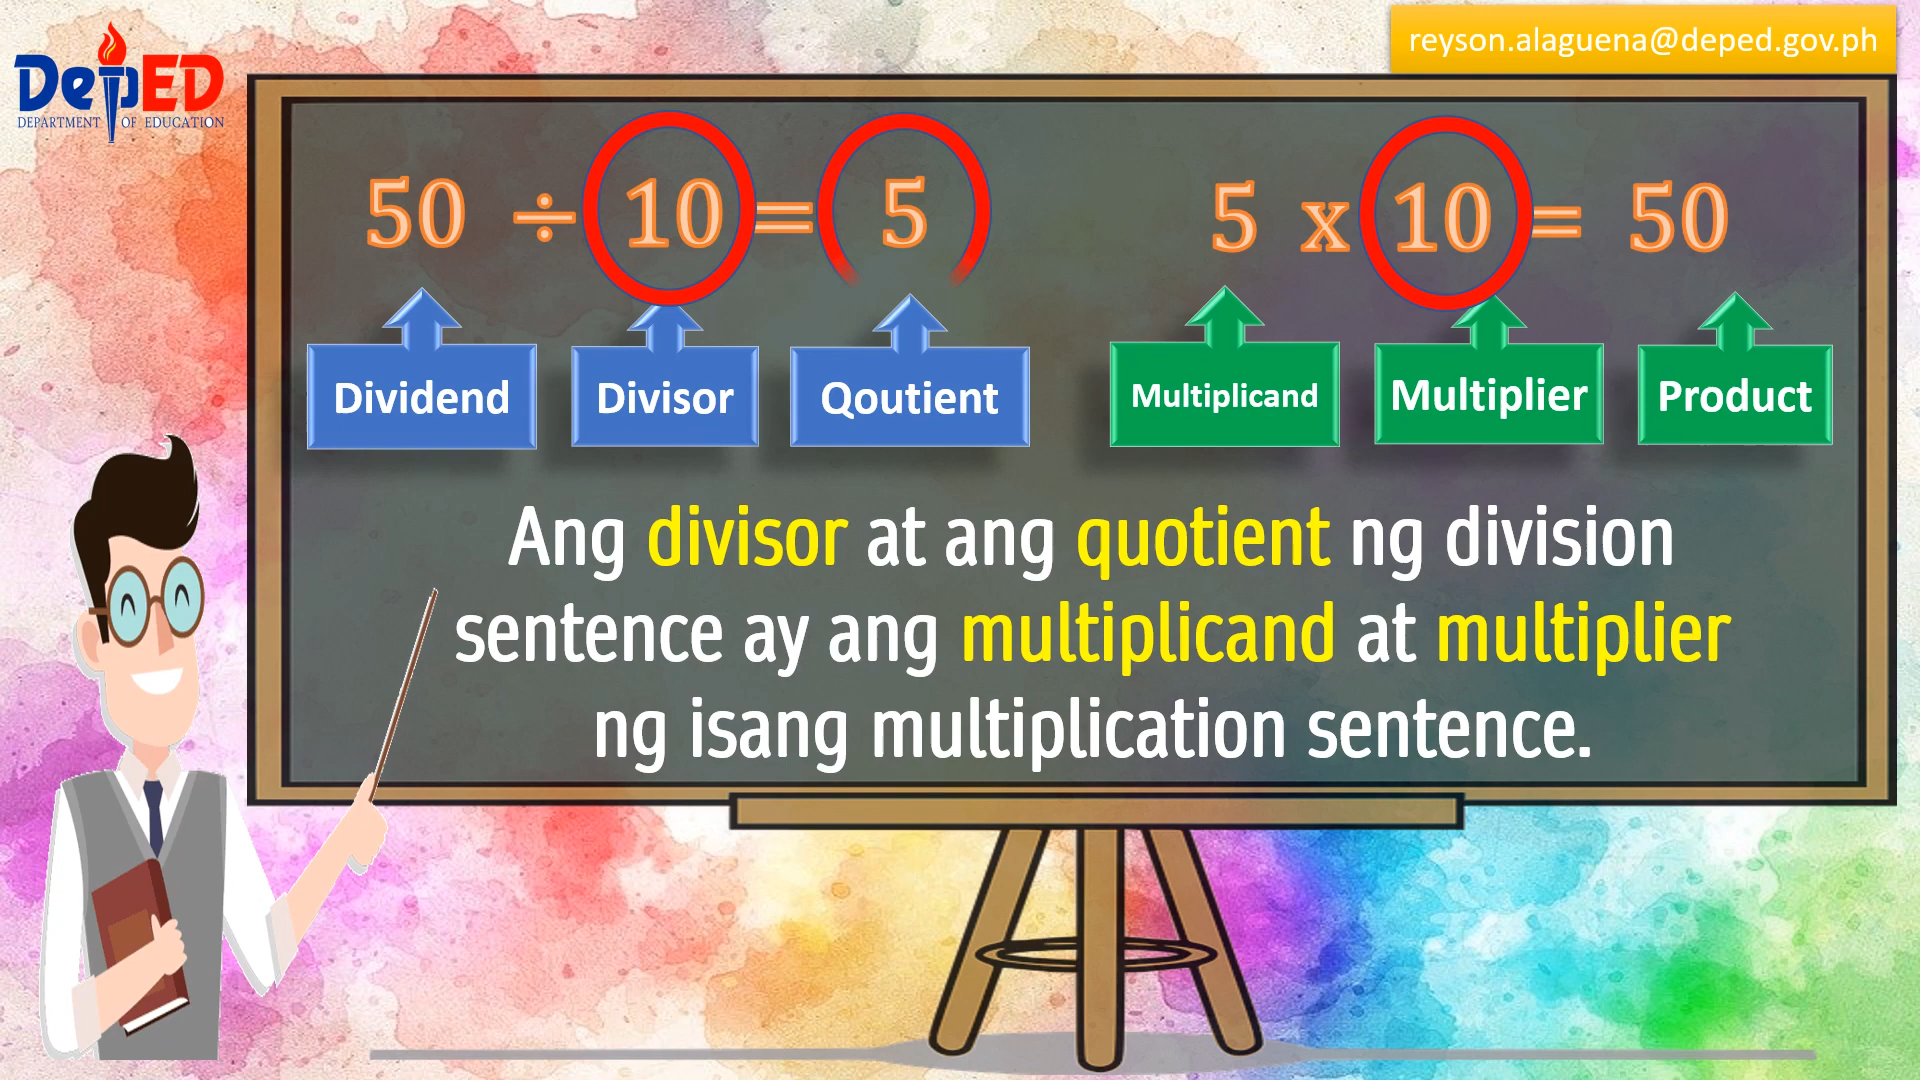 reyson.alaguena@deped.gov.ph
DepED
DEPARTMENT OF EDUCATION
50 ÷ 10 = 5
5 x 10 = 50
Dividend
Divisor
Qoutient
Multiplicand
Multiplier
Product
Ang divisor at ang quotient ng division
sentence ay ang multiplicand at multiplier
ng isang multiplication sentence.